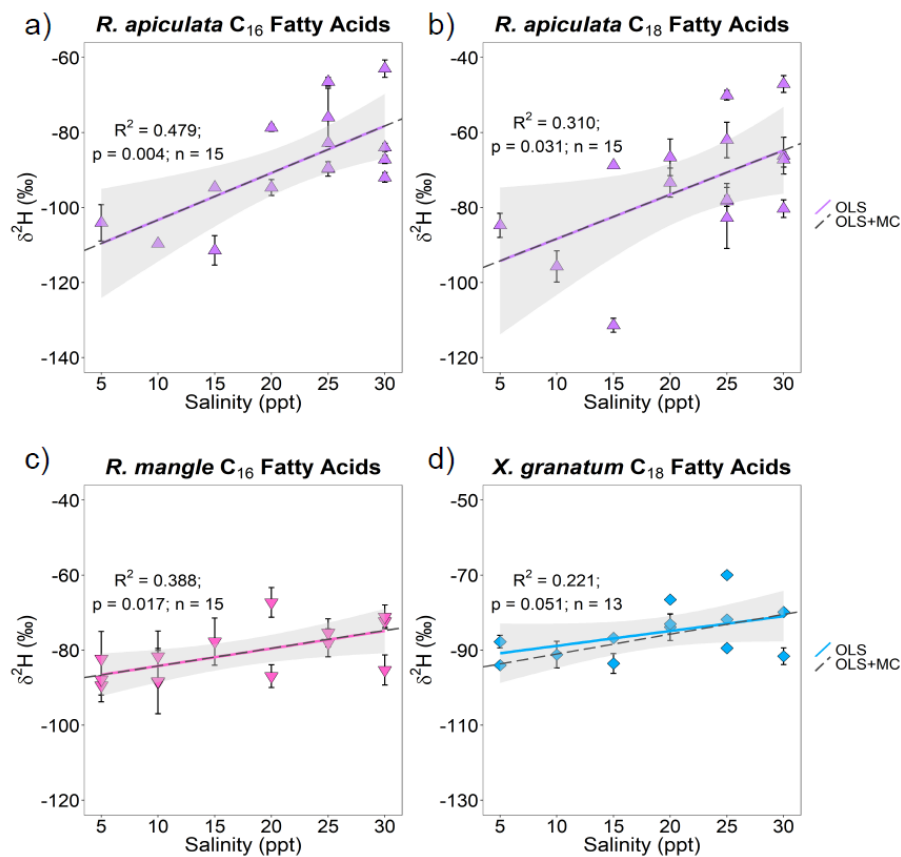 a) R. apiculata C₁₆ Fatty Acids
-60
-80
-100
-120
-140
δ²H (‰)
R² = 0.479;
p = 0.004; n = 15
5 10 15 20 25 30
Salinity (ppt)
b) R. apiculata C₁₈ Fatty Acids
-40
-60
-80
-100
-120
δ²H (‰)
R² = 0.310;
p = 0.031; n = 15
5 10 15 20 25 30
Salinity (ppt)
OLS
OLS+MC
c) R. mangle C₁₆ Fatty Acids
-40
-60
-80
-100
-120
δ²H (‰)
R² = 0.388;
p = 0.017; n = 15
5 10 15 20 25 30
Salinity (ppt)
d) X. granatum C₁₈ Fatty Acids
-50
-70
-90
-110
-130
δ²H (‰)
R² = 0.221;
p = 0.051; n = 13
5 10 15 20 25 30
Salinity (ppt)
OLS
OLS+MC